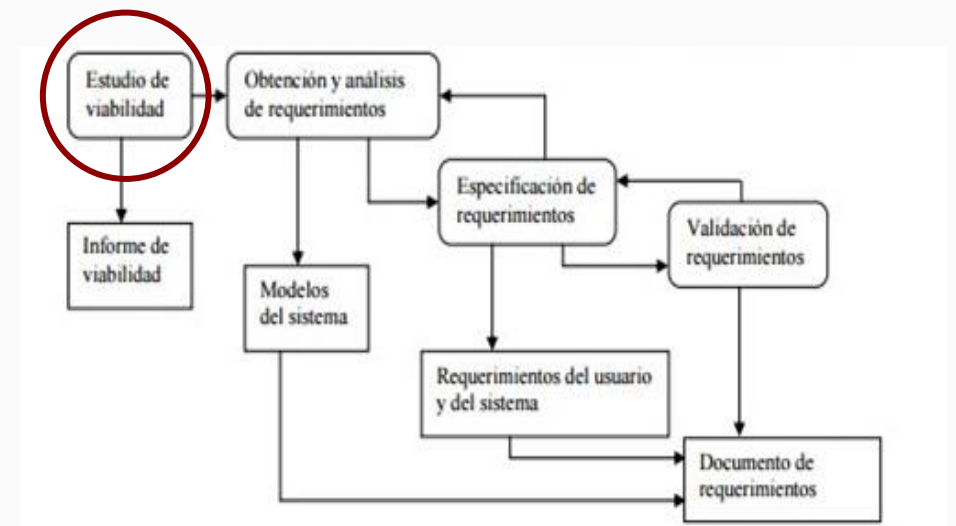 Estudio de
viabilidad
Obtención y análisis
de requerimientos
Especificación de
requerimientos
Validación de
requerimientos
Informe de
viabilidad
Modelos
del sistema
Requerimientos del usuario
y del sistema
Documento de
requerimientos